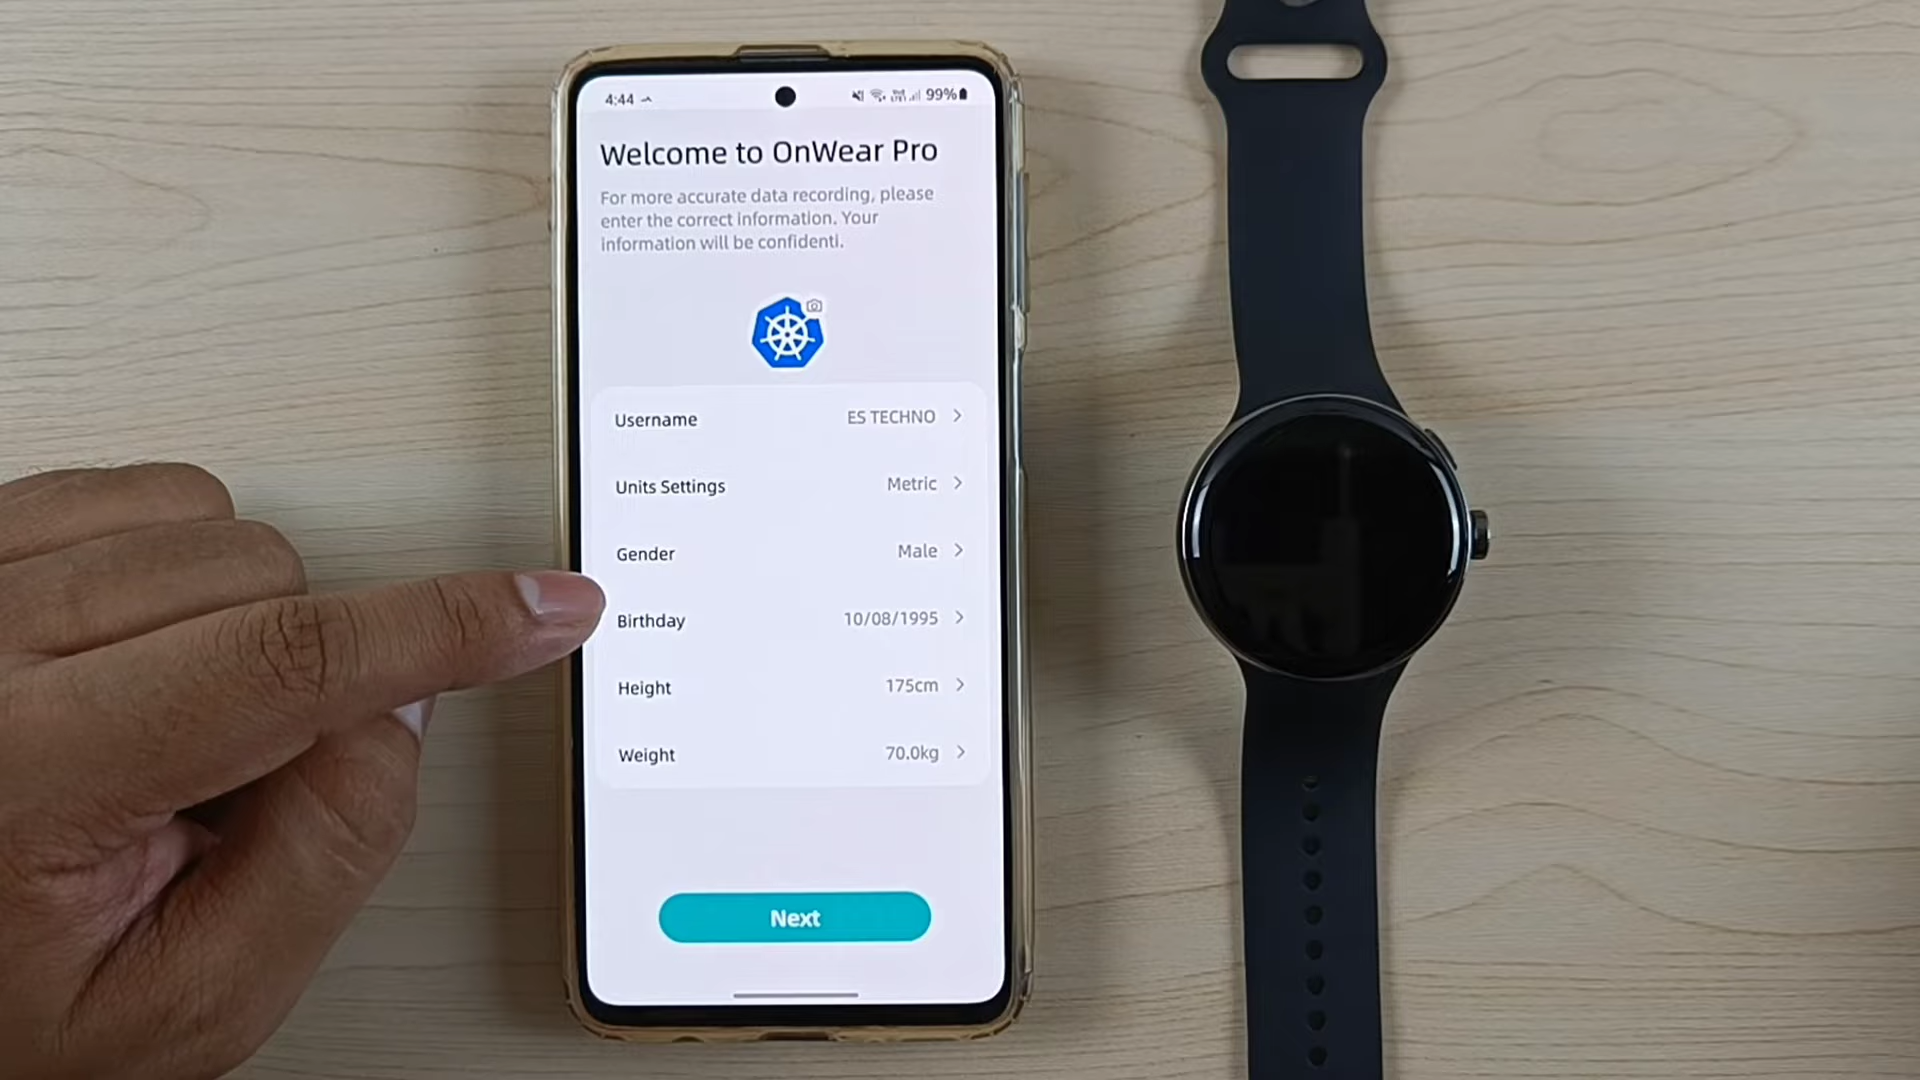 4:44
99%
Welcome to OnWear Pro
For more accurate data recording, please
enter the correct information. Your
information will be confidenti.
Username ES TECHNO
Units Settings Metric
Gender Male
Birthday 10/08/1995
Height 175cm
Weight 70.0kg
Next